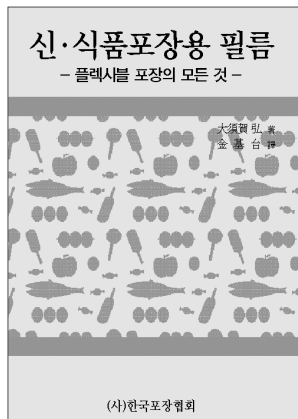 신·식품포장용 필름
– 플렉시블 포장의 모든 것 –
大須賀 弘 著
金 基 台 譯
(사)한국포장협회